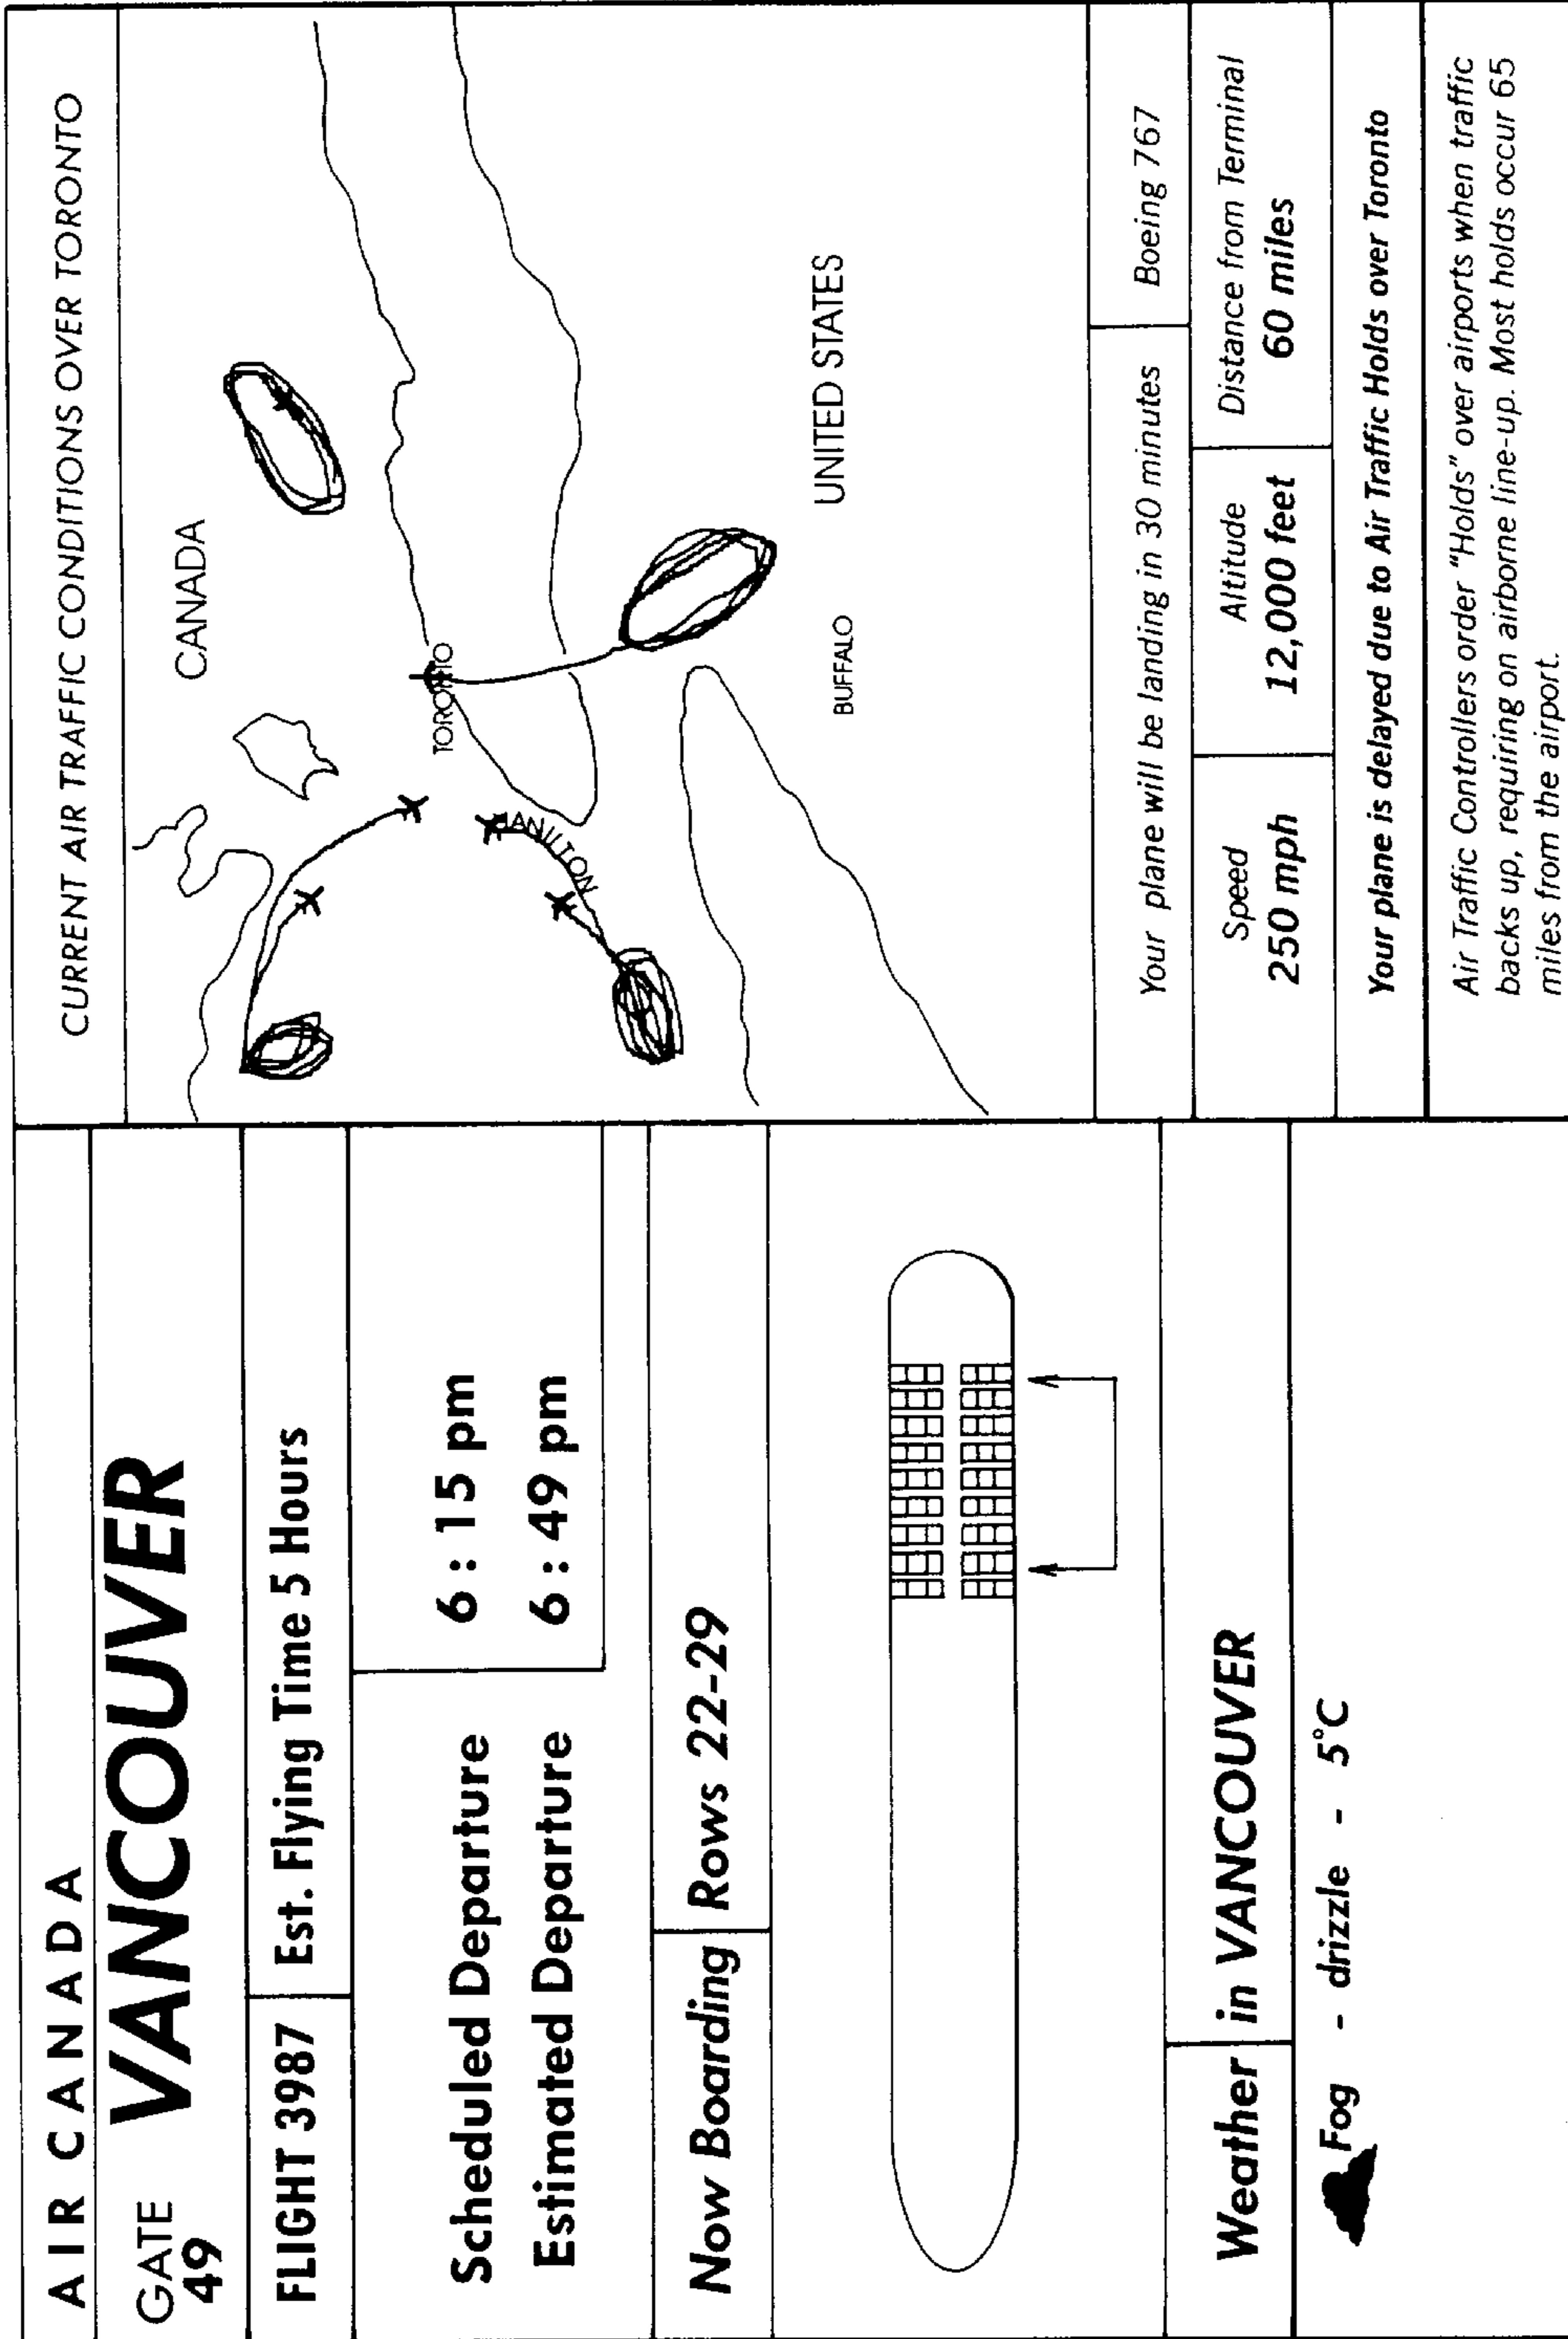 AIR CANADA
GATE
49
VANCOUVER
FLIGHT 3987
Est. Flying Time 5 Hours
Scheduled Departure 6:15 pm
Estimated Departure 6:49 pm
Now Boarding Rows 22-29
Weather in VANCOUVER
Fog - drizzle - 5°C
CURRENT AIR TRAFFIC CONDITIONS OVER TORONTO
CANADA
TORONTO
HAMILTON
BUFFALO
UNITED STATES
Your plane will be landing in 30 minutes
Boeing 767
Speed
250 mph
Altitude
12,000 feet
Distance from Terminal
60 miles
Your plane is delayed due to Air Traffic Holds over Toronto
Air Traffic Controllers order "Holds" over airports when traffic
backs up, requiring on airborne line-up. Most holds occur 65
miles from the airport.